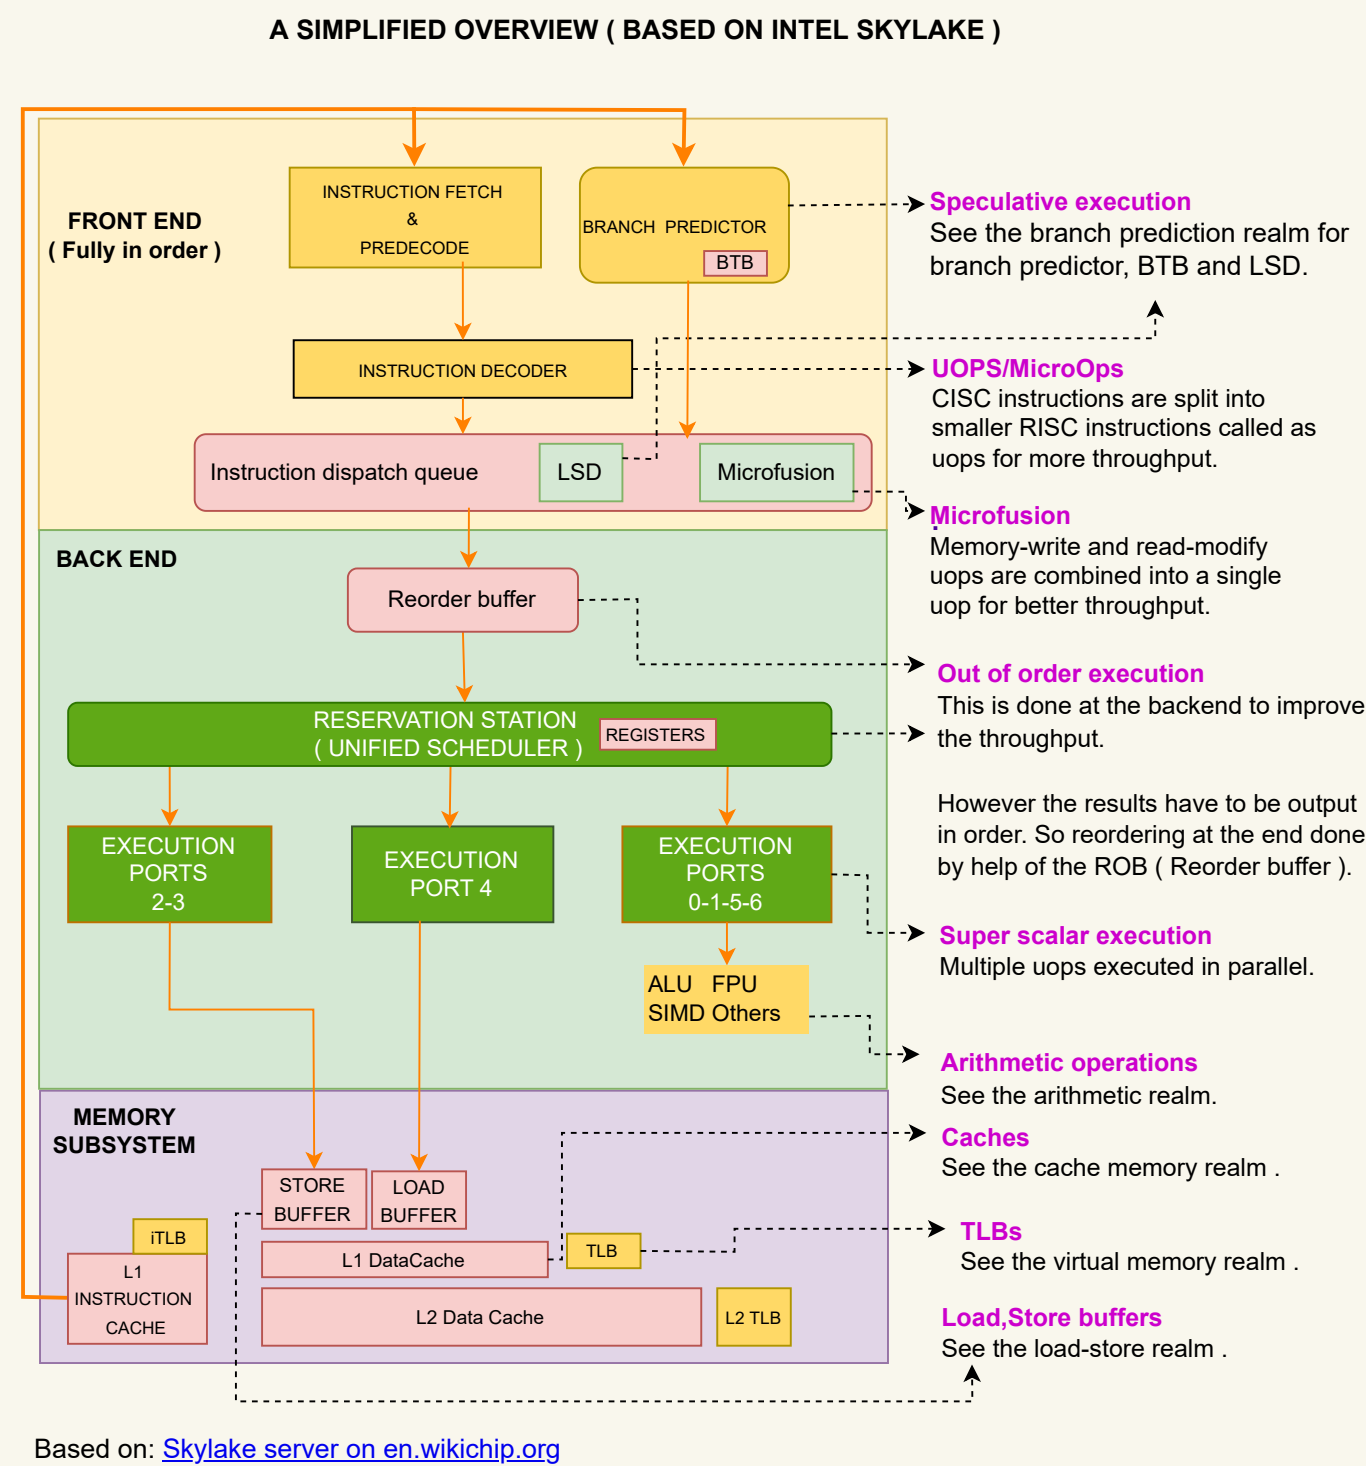 A SIMPLIFIED OVERVIEW ( BASED ON INTEL SKYLAKE )
FRONT END
( Fully in order )
INSTRUCTION FETCH
&
PREDECODE
BRANCH PREDICTOR
BTB
Speculative execution
See the branch prediction realm for
branch predictor, BTB and LSD.
INSTRUCTION DECODER
UOPS/MicroOps
CISC instructions are split into
smaller RISC instructions called as
uops for more throughput.
Instruction dispatch queue
LSD
Microfusion
Microfusion
Memory-write and read-modify
uops are combined into a single
uop for better throughput.
BACK END
Reorder buffer
Out of order execution
This is done at the backend to improve
the throughput.
However the results have to be output
in order. So reordering at the end done
by help of the ROB ( Reorder buffer ).
RESERVATION STATION
( UNIFIED SCHEDULER )
REGISTERS
EXECUTION
PORTS
2-3
EXECUTION
PORT 4
EXECUTION
PORTS
0-1-5-6
Super scalar execution
Multiple uops executed in parallel.
ALU FPU
SIMD Others
Arithmetic operations
See the arithmetic realm.
MEMORY
SUBSYSTEM
Caches
See the cache memory realm .
STORE
BUFFER
LOAD
BUFFER
iTLB
L1
INSTRUCTION
CACHE
L1 DataCache
TLB
TLBs
See the virtual memory realm .
L2 Data Cache
L2 TLB
Load,Store buffers
See the load-store realm .
Based on: Skylake server on en.wikichip.org